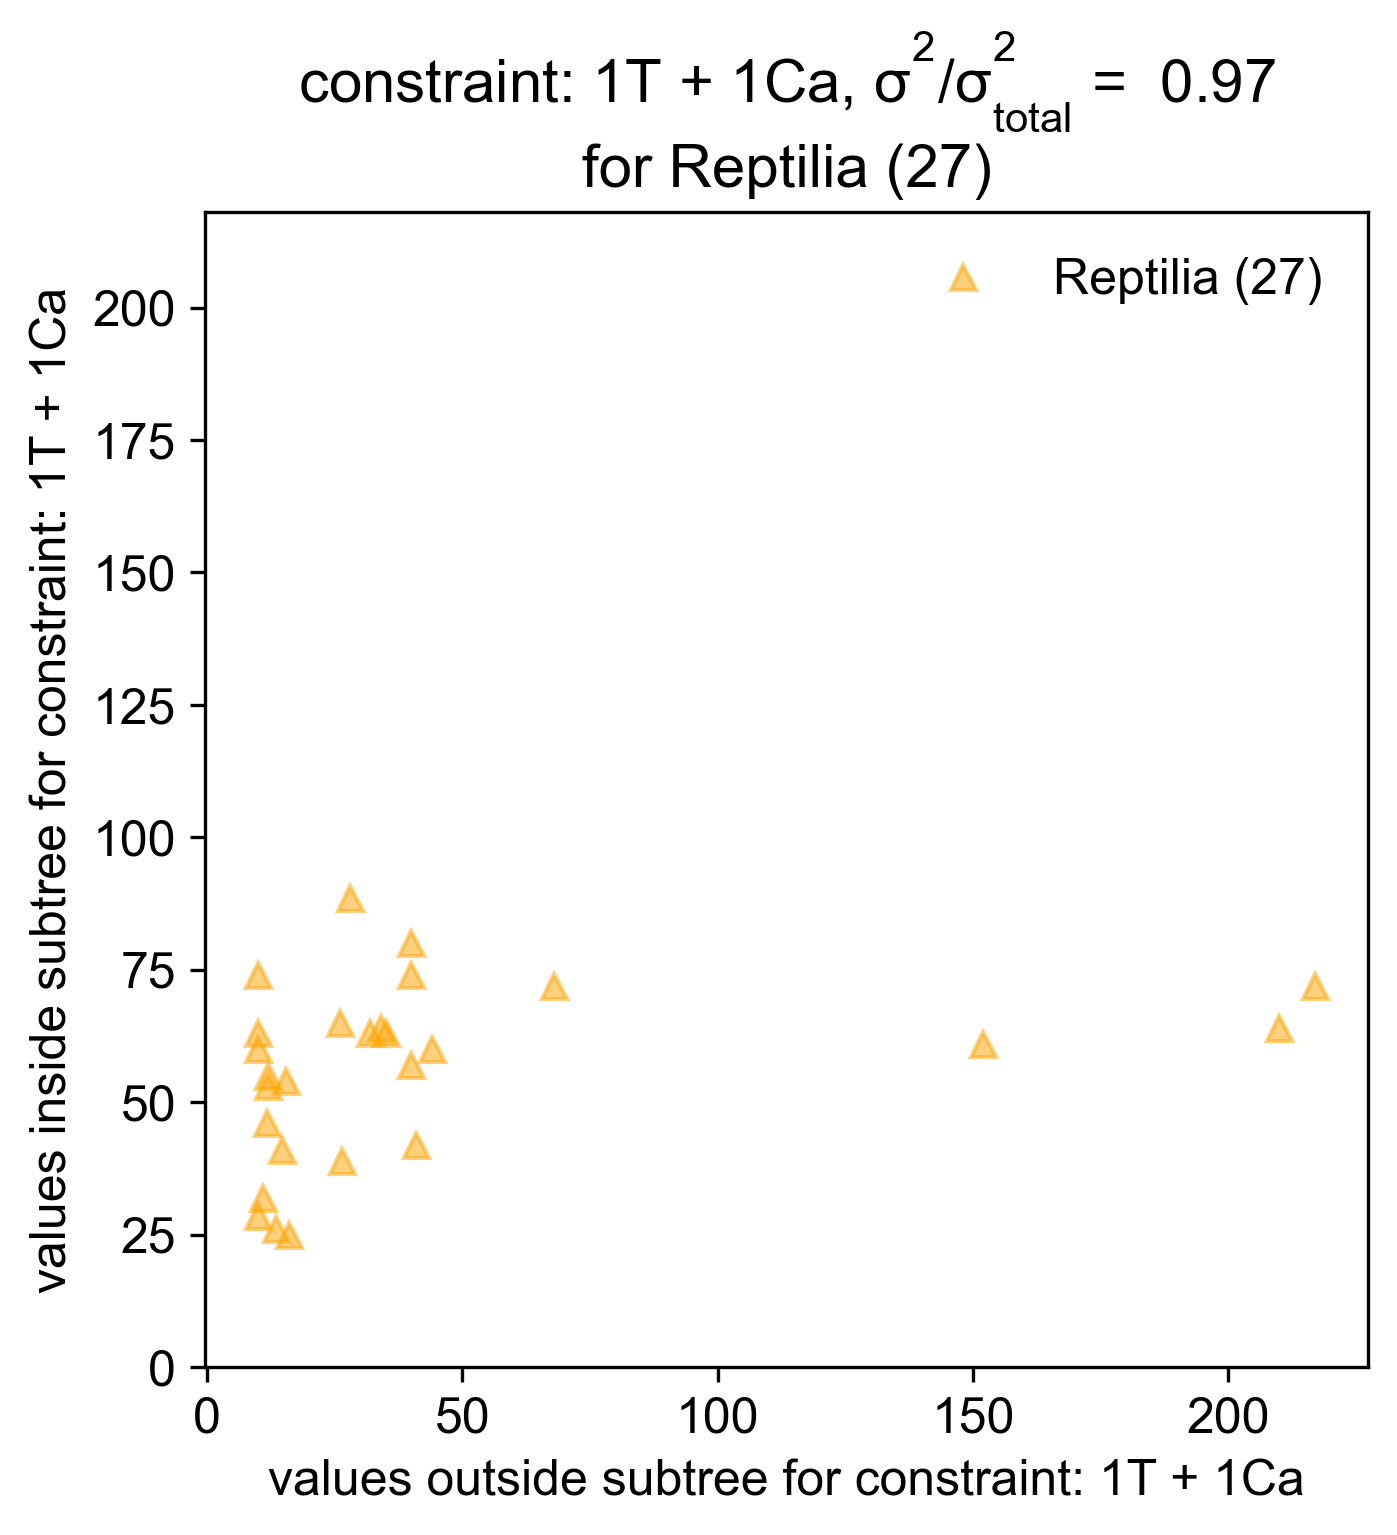 constraint: 1T + 1Ca, σ²/σ²total = 0.97
for Reptilia (27)
Reptilia (27)
values inside subtree for constraint: 1T + 1Ca
200
175
150
125
100
75
50
25
0
0 50 100 150 200
values outside subtree for constraint: 1T + 1Ca